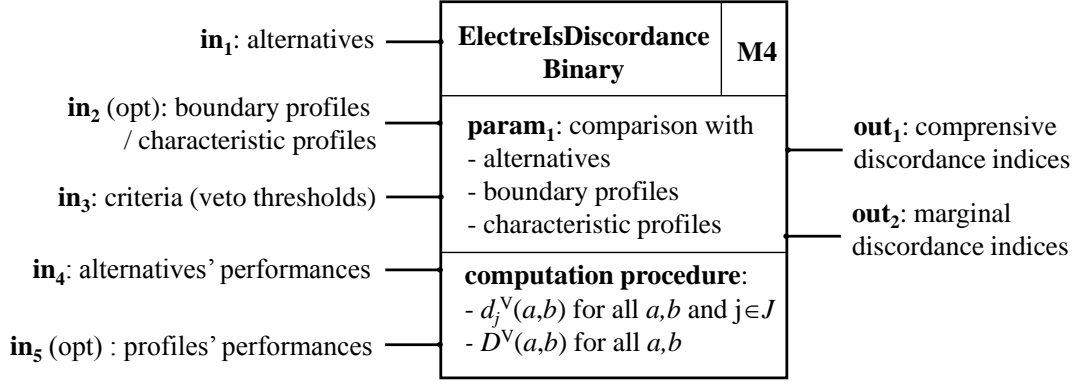 in₁: alternatives
in₂ (opt): boundary profiles
/ characteristic profiles
in₃: criteria (veto thresholds)
in₄: alternatives’ performances
in₅ (opt) : profiles’ performances
ElectreIsDiscordance
Binary
M4
param₁: comparison with
- alternatives
- boundary profiles
- characteristic profiles
computation procedure:
- dⱼⱽ(a,b) for all a,b and j∈J
- Dⱽ(a,b) for all a,b
out₁: comprensive
discordance indices
out₂: marginal
discordance indices